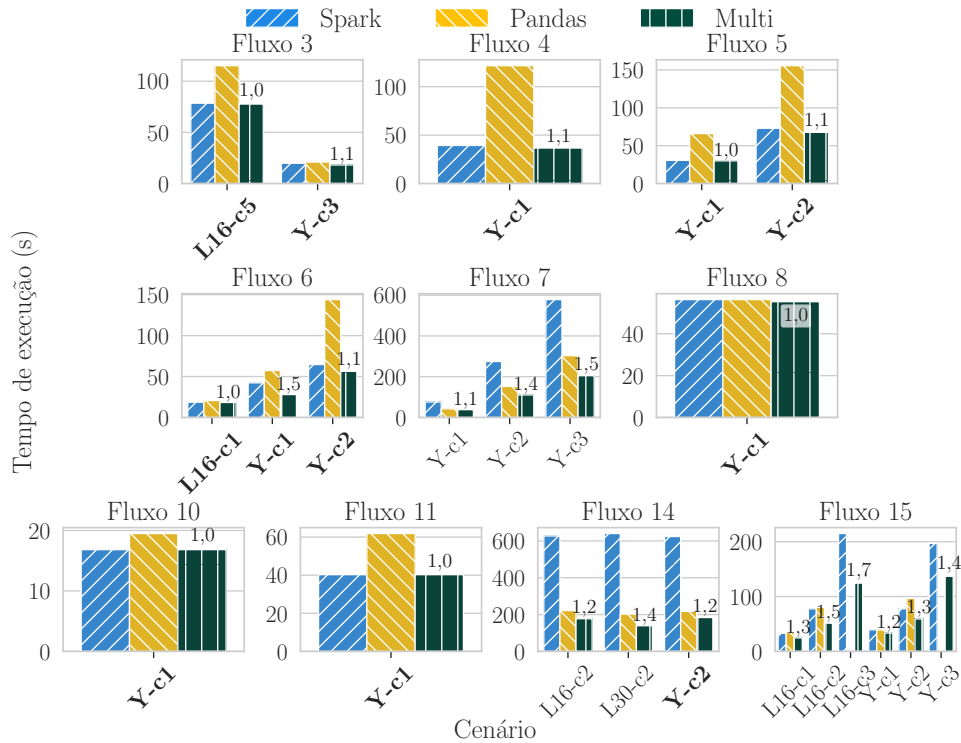 Spark Pandas Multi
Fluxo 3 Fluxo 4 Fluxo 5
100 50 0 1,0 1,1
100 50 0 1,1
150 100 50 0 1,0 1,1
L16-c5 Y-c3 Y-c1 Y-c1 Y-c2
Tempo de execução (s)
Fluxo 6 Fluxo 7 Fluxo 8
150 100 50 0 1,0 1,5 1,1
600 400 200 0 1,1 1,4 1,5
40 20 0 1,0
L16-c1 Y-c1 Y-c2 Y-c1 Y-c2 Y-c3 Y-c1
Fluxo 10 Fluxo 11 Fluxo 14 Fluxo 15
20 10 0 1,0
60 40 20 0 1,0
600 400 200 0 1,2 1,4 1,2
200 100 0 1,3 1,5 1,7 1,2 1,3 1,4
Y-c1 Y-c1 L16-c2 L30-c2 Y-c2 L16-c1 L16-c2 L16-c3 Y-c1 Y-c2 Y-c3
Cenário